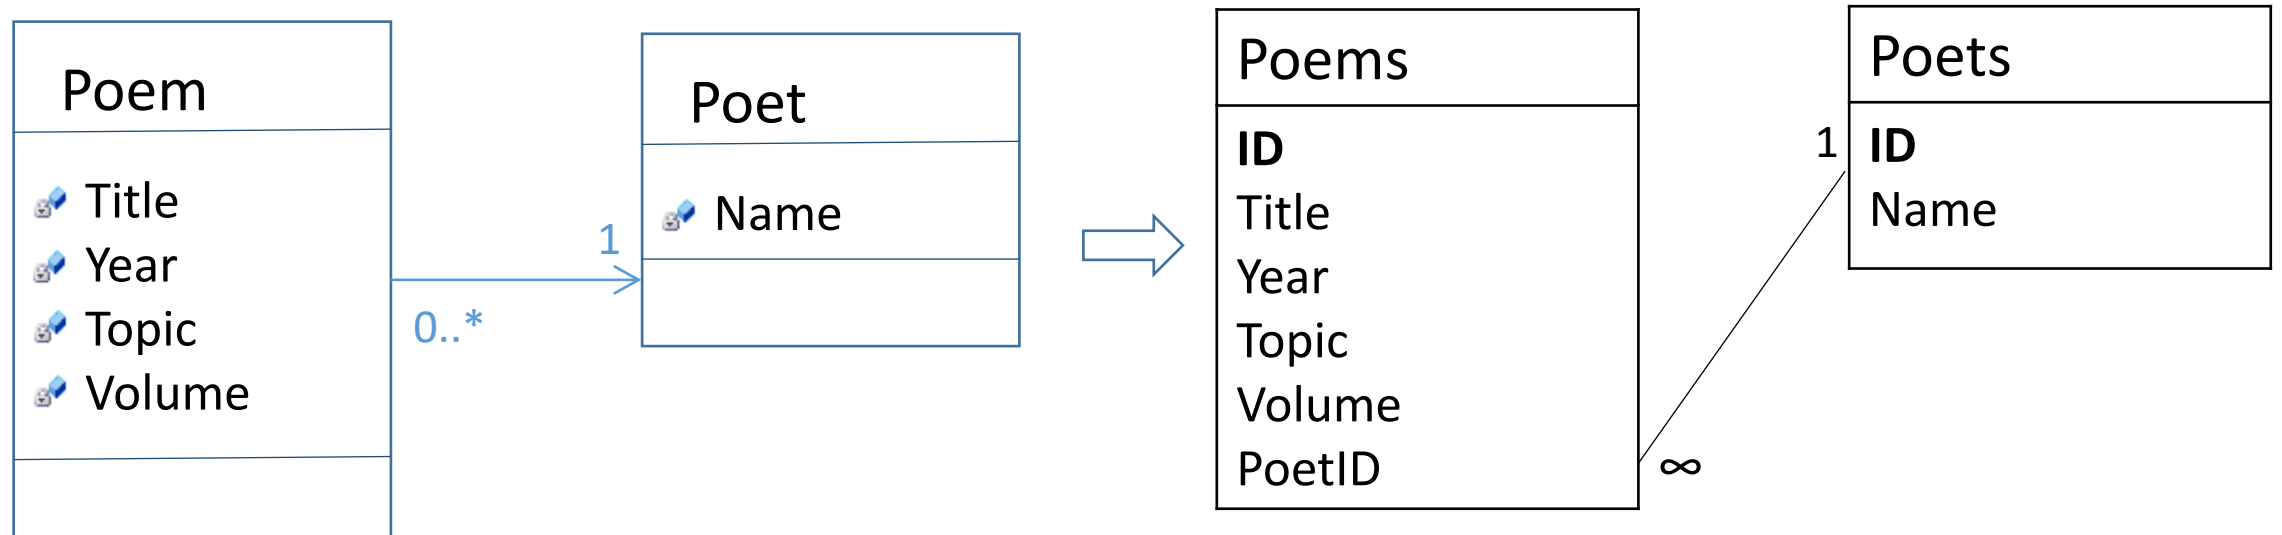 Poem
Title
Year
Topic
Volume
0..*
1
Poet
Name
Poems
ID
Title
Year
Topic
Volume
PoetID
∞
1
Poets
ID
Name